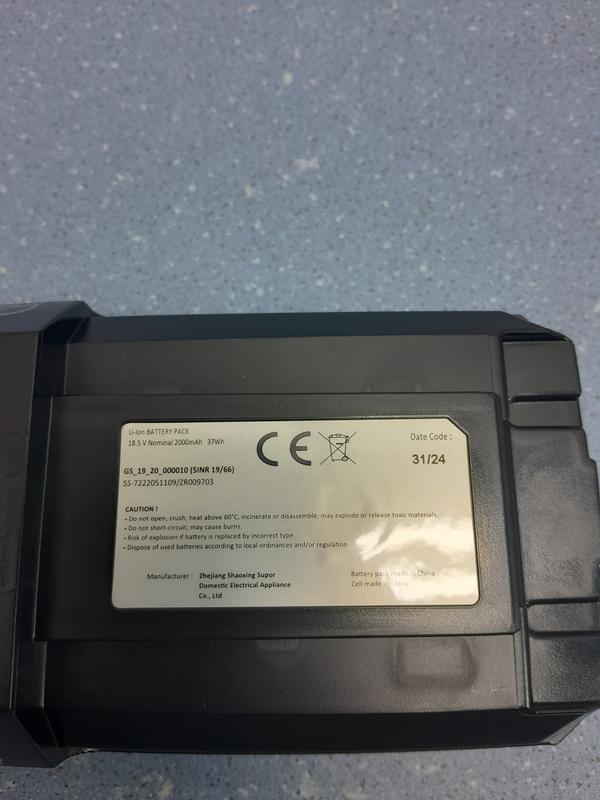 Li-Ion BATTERY PACK
18.5 V Nominal 2000mAh 37Wh
CE
Date Code :
31/24
GS_19_20_000010 (5INR 19/66)
SS-7222051109/ZR009703
CAUTION !
- Do not open, crush, heat above 60°C, incinerate or disassemble, may explode or release toxic materials.
- Do not short-circuit; may cause burns.
- Risk of explosion if battery is replaced by incorrect type
- Dispose of used batteries according to local ordinances and/or regulation.
Manufacturer : Zhejiang Shaoxing Supor
Domestic Electrical Appliance
Co., Ltd
Battery pack made in China
Cell made in China